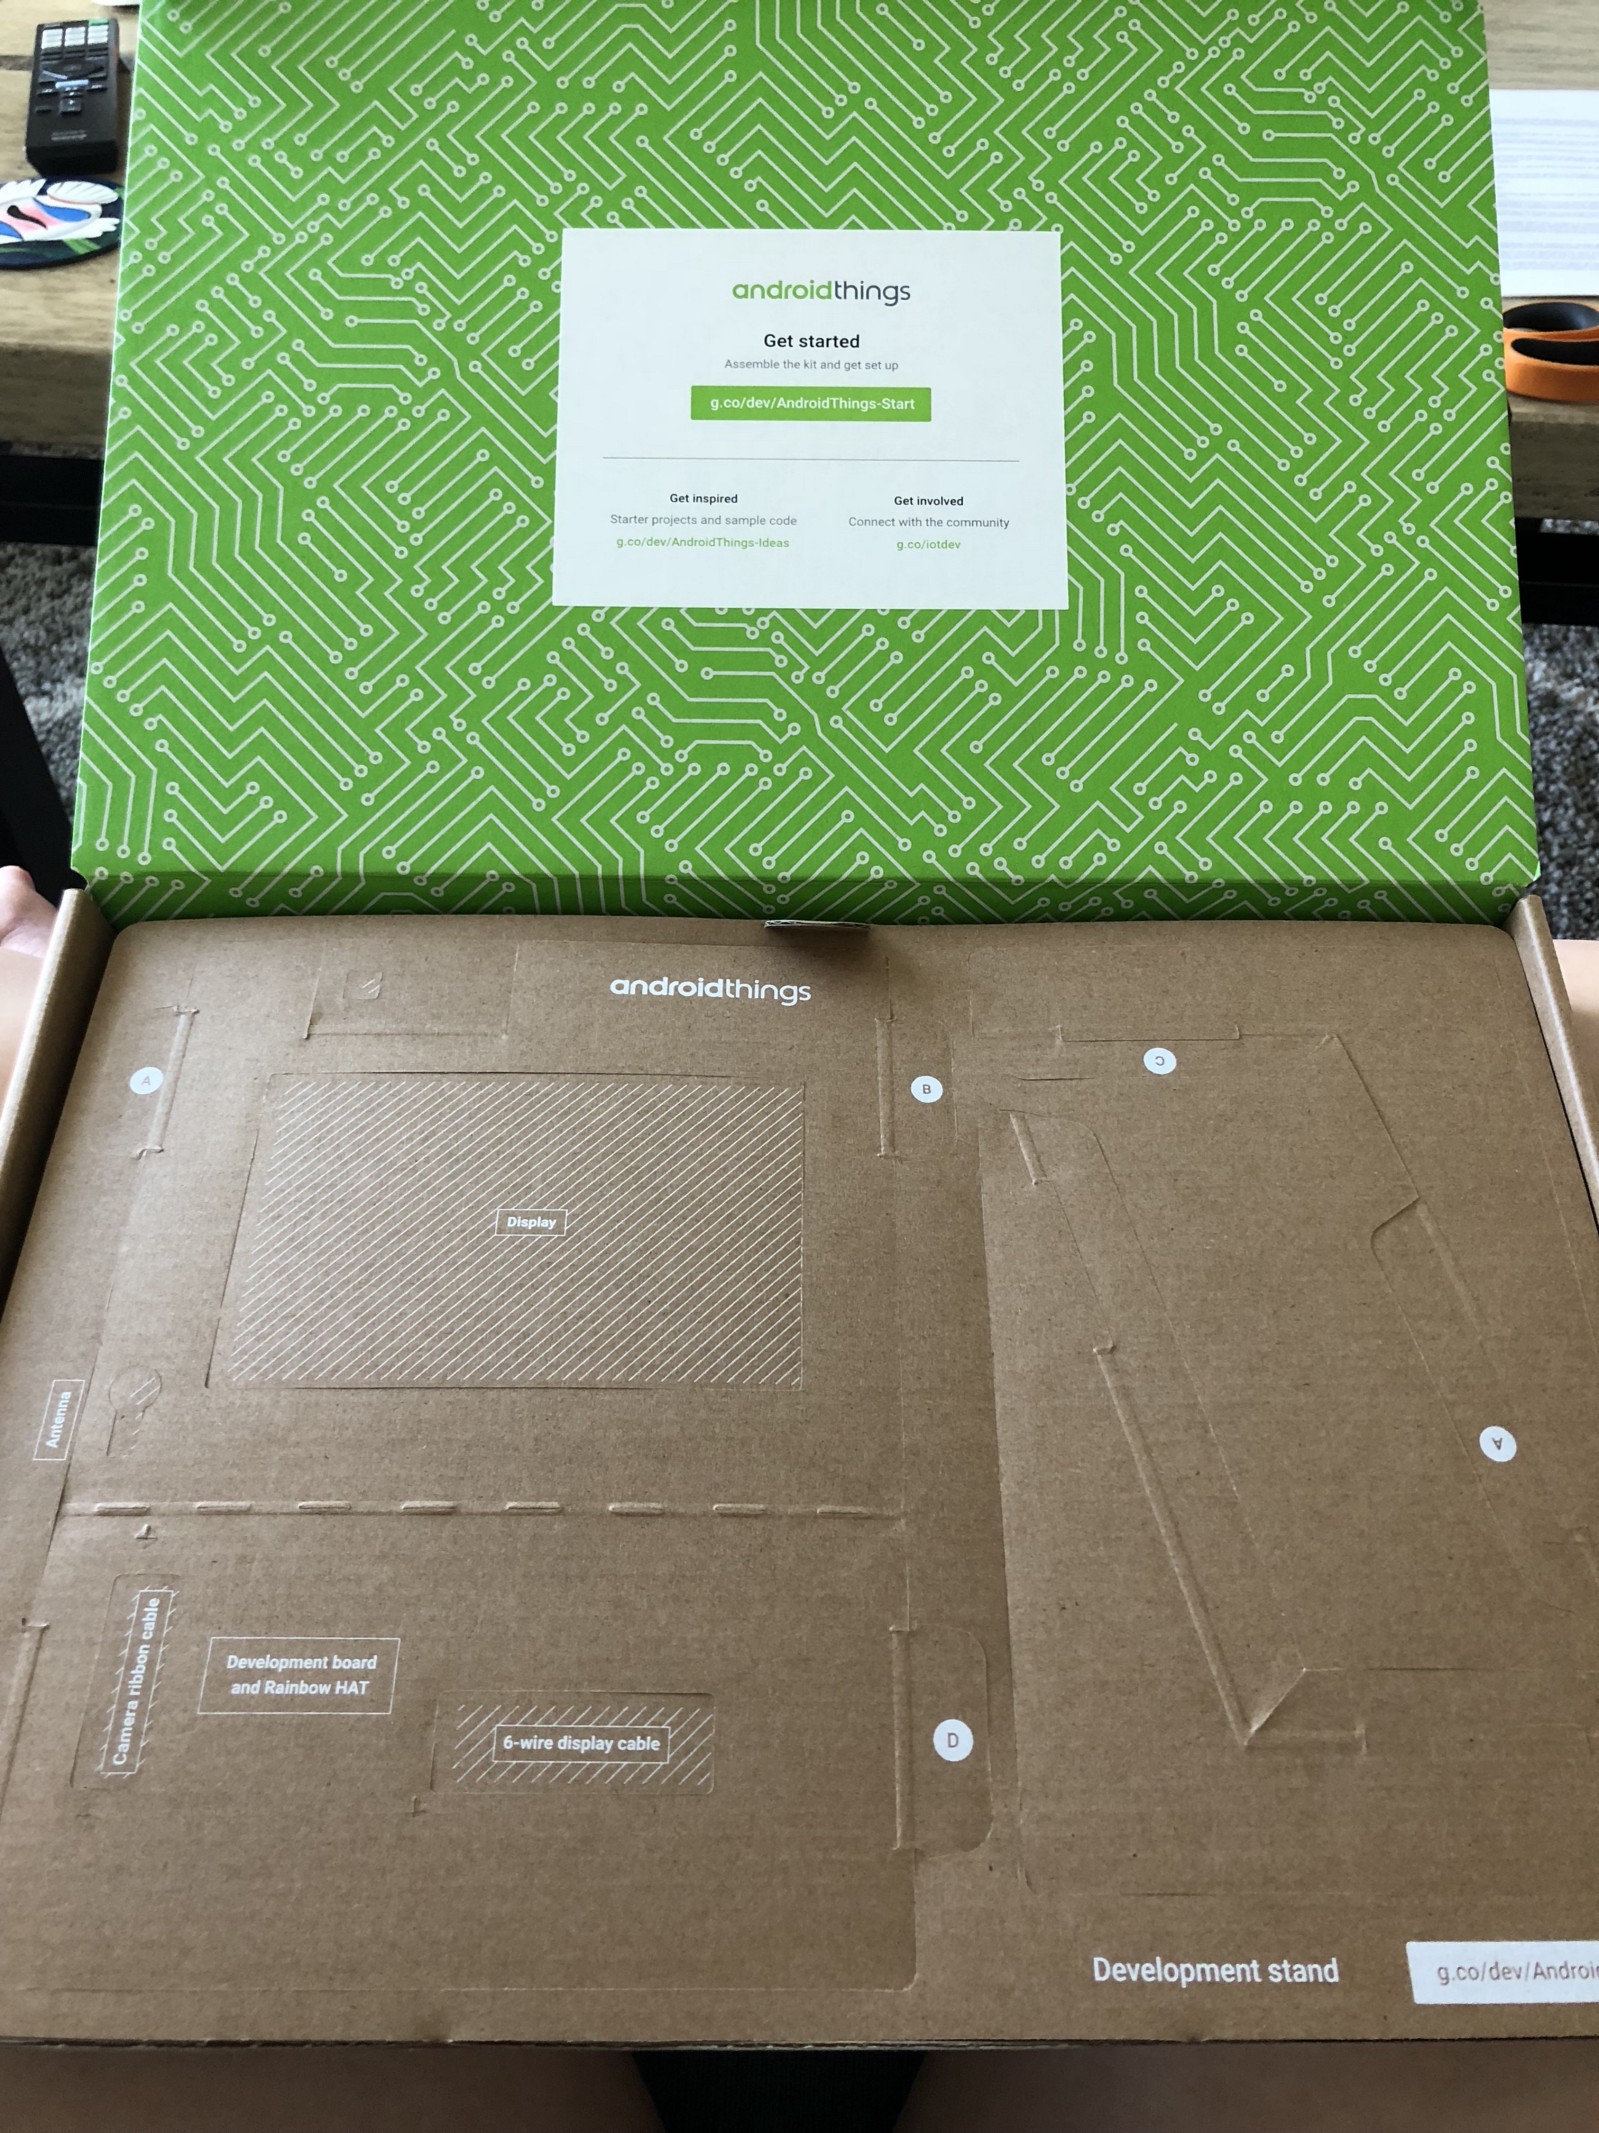 androidthings
Get started
Assemble the kit and get set up
g.co/dev/AndroidThings-Start
Get inspired
Starter projects and sample code
g.co/dev/AndroidThings-Ideas
Get involved
Connect with the community
g.co/iotdev
androidthings
A
B
C
Display
Antenna
A
Camera ribbon cable
Development board
and Rainbow HAT
6-wire display cable
D
Development stand
g.co/dev/Androi